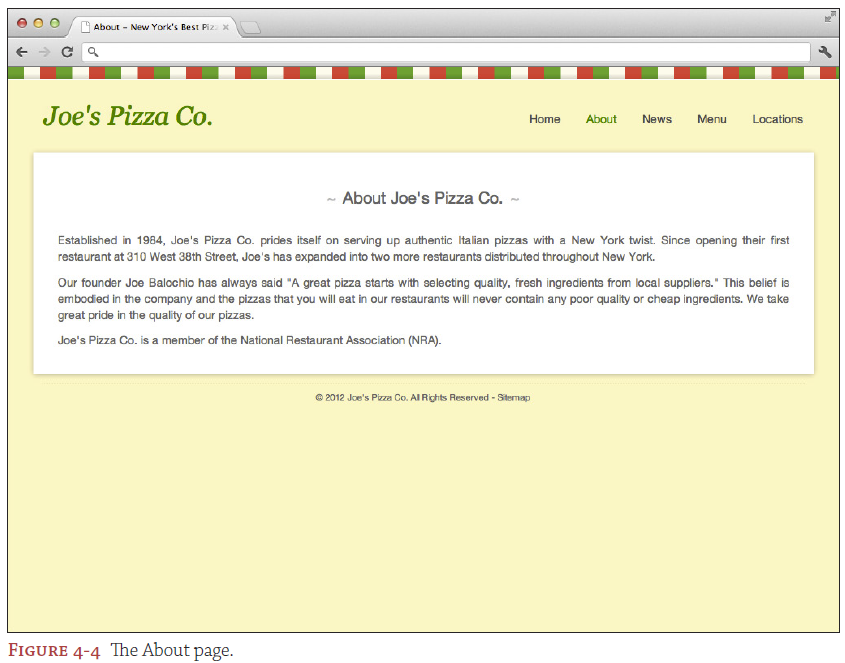 About – New York's Best Piz
Joe's Pizza Co.
Home About News Menu Locations
~ About Joe's Pizza Co. ~
Established in 1984, Joe's Pizza Co. prides itself on serving up authentic Italian pizzas with a New York twist. Since opening their first
restaurant at 310 West 38th Street, Joe's has expanded into two more restaurants distributed throughout New York.
Our founder Joe Balochio has always said "A great pizza starts with selecting quality, fresh ingredients from local suppliers." This belief is
embodied in the company and the pizzas that you will eat in our restaurants will never contain any poor quality or cheap ingredients. We take
great pride in the quality of our pizzas.
Joe's Pizza Co. is a member of the National Restaurant Association (NRA).
© 2012 Joe's Pizza Co. All Rights Reserved - Sitemap
Figure 4-4 The About page.